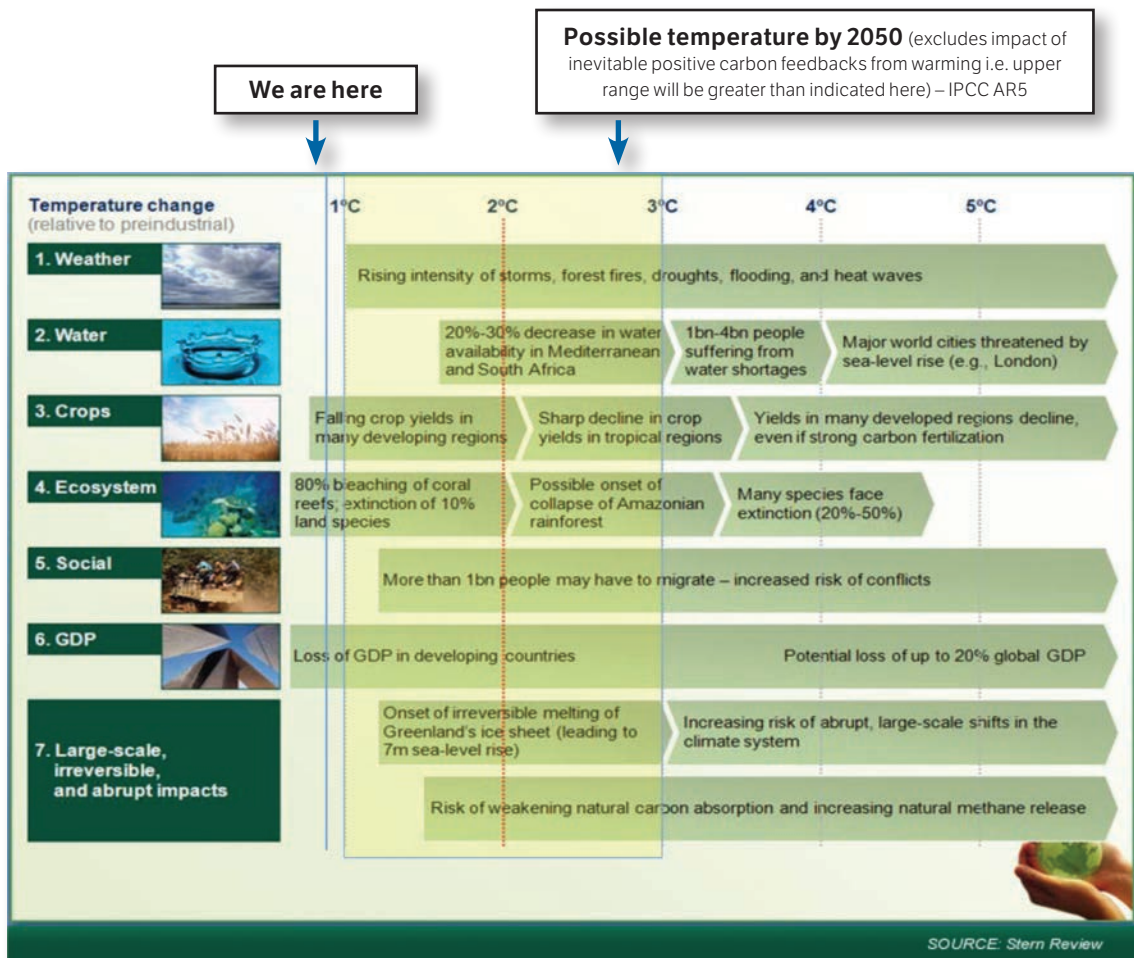 Possible temperature by 2050 (excludes impact of
inevitable positive carbon feedbacks from warming i.e. upper
range will be greater than indicated here) – IPCC AR5
We are here
Temperature change
(relative to preindustrial)
1°C
2°C
3°C
4°C
5°C
1. Weather
Rising intensity of storms, forest fires, droughts, flooding, and heat waves
2. Water
20%-30% decrease in water
availability in Mediterranean
and South Africa
1bn-4bn people
suffering from
water shortages
Major world cities threatened by
sea-level rise (e.g., London)
3. Crops
Falling crop yields in
many developing regions
Sharp decline in crop
yields in tropical regions
Yields in many developed regions decline,
even if strong carbon fertilization
4. Ecosystem
80% bleaching of coral
reefs; extinction of 10%
land species
Possible onset of
collapse of Amazonian
rainforest
Many species face
extinction (20%-50%)
5. Social
More than 1bn people may have to migrate – increased risk of conflicts
6. GDP
Loss of GDP in developing countries
Potential loss of up to 20% global GDP
7. Large-scale,
irreversible,
and abrupt impacts
Onset of irreversible melting of
Greenland's ice sheet (leading to
7m sea-level rise)
Increasing risk of abrupt, large-scale shifts in the
climate system
Risk of weakening natural carbon absorption and increasing natural methane release
SOURCE: Stern Review